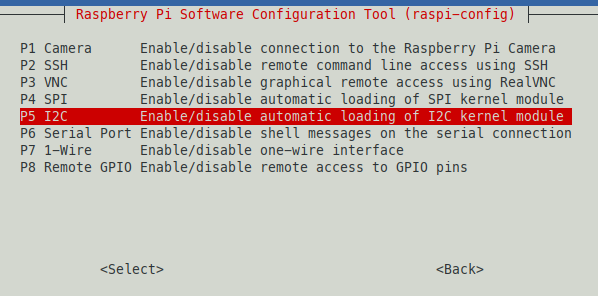 Raspberry Pi Software Configuration Tool (raspi-config)
P1 Camera Enable/disable connection to the Raspberry Pi Camera
P2 SSH Enable/disable remote command line access using SSH
P3 VNC Enable/disable graphical remote access using RealVNC
P4 SPI Enable/disable automatic loading of SPI kernel module
P5 I2C Enable/disable automatic loading of I2C kernel module
P6 Serial Port Enable/disable shell messages on the serial connection
P7 1-Wire Enable/disable one-wire interface
P8 Remote GPIO Enable/disable remote access to GPIO pins
<Select> <Back>